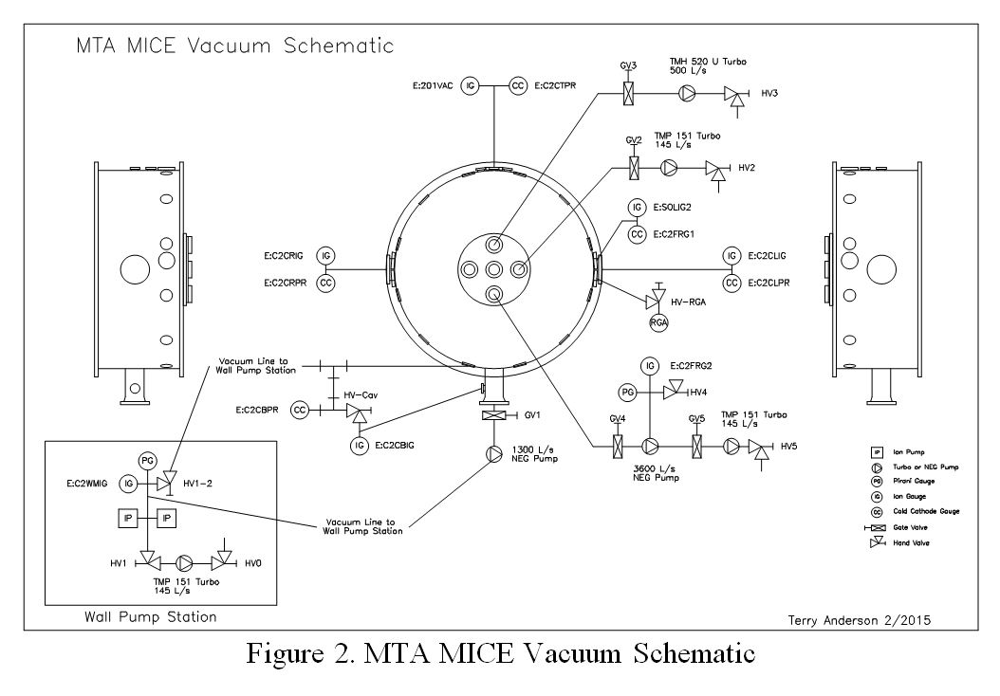 MTA MICE Vacuum Schematic
E:201VAC
IG
CC
E:C2CTPR
GV3
TMH 520 U Turbo
500 L/s
HV3
GV2
TMP 151 Turbo
145 L/s
HV2
IG
E:SOLIG2
CC
E:C2FRG1
E:C2CRIG
IG
E:C2CRPR
CC
IG
E:C2CLIG
CC
E:C2CLPR
HV-RGA
RGA
Vacuum Line to
Wall Pump Station
HV-Cav
E:C2CBPR
CC
IG
E:C2CBIG
GV1
1300 L/s
NEG Pump
IG
E:C2FRG2
PG
HV4
GV4
GV5
TMP 151 Turbo
145 L/s
HV5
3600 L/s
NEG Pump
PG
E:C2WMIG
IG
HV1-2
IP
IP
Vacuum Line to
Wall Pump Station
HV1
HV0
TMP 151 Turbo
145 L/s
Wall Pump Station
IP
Ion Pump
Turbo or NEG Pump
PG
Pirani Gauge
IG
Ion Gauge
CC
Cold Cathode Gauge
Gate Valve
Hand Valve
Terry Anderson 2/2015
Figure 2. MTA MICE Vacuum Schematic